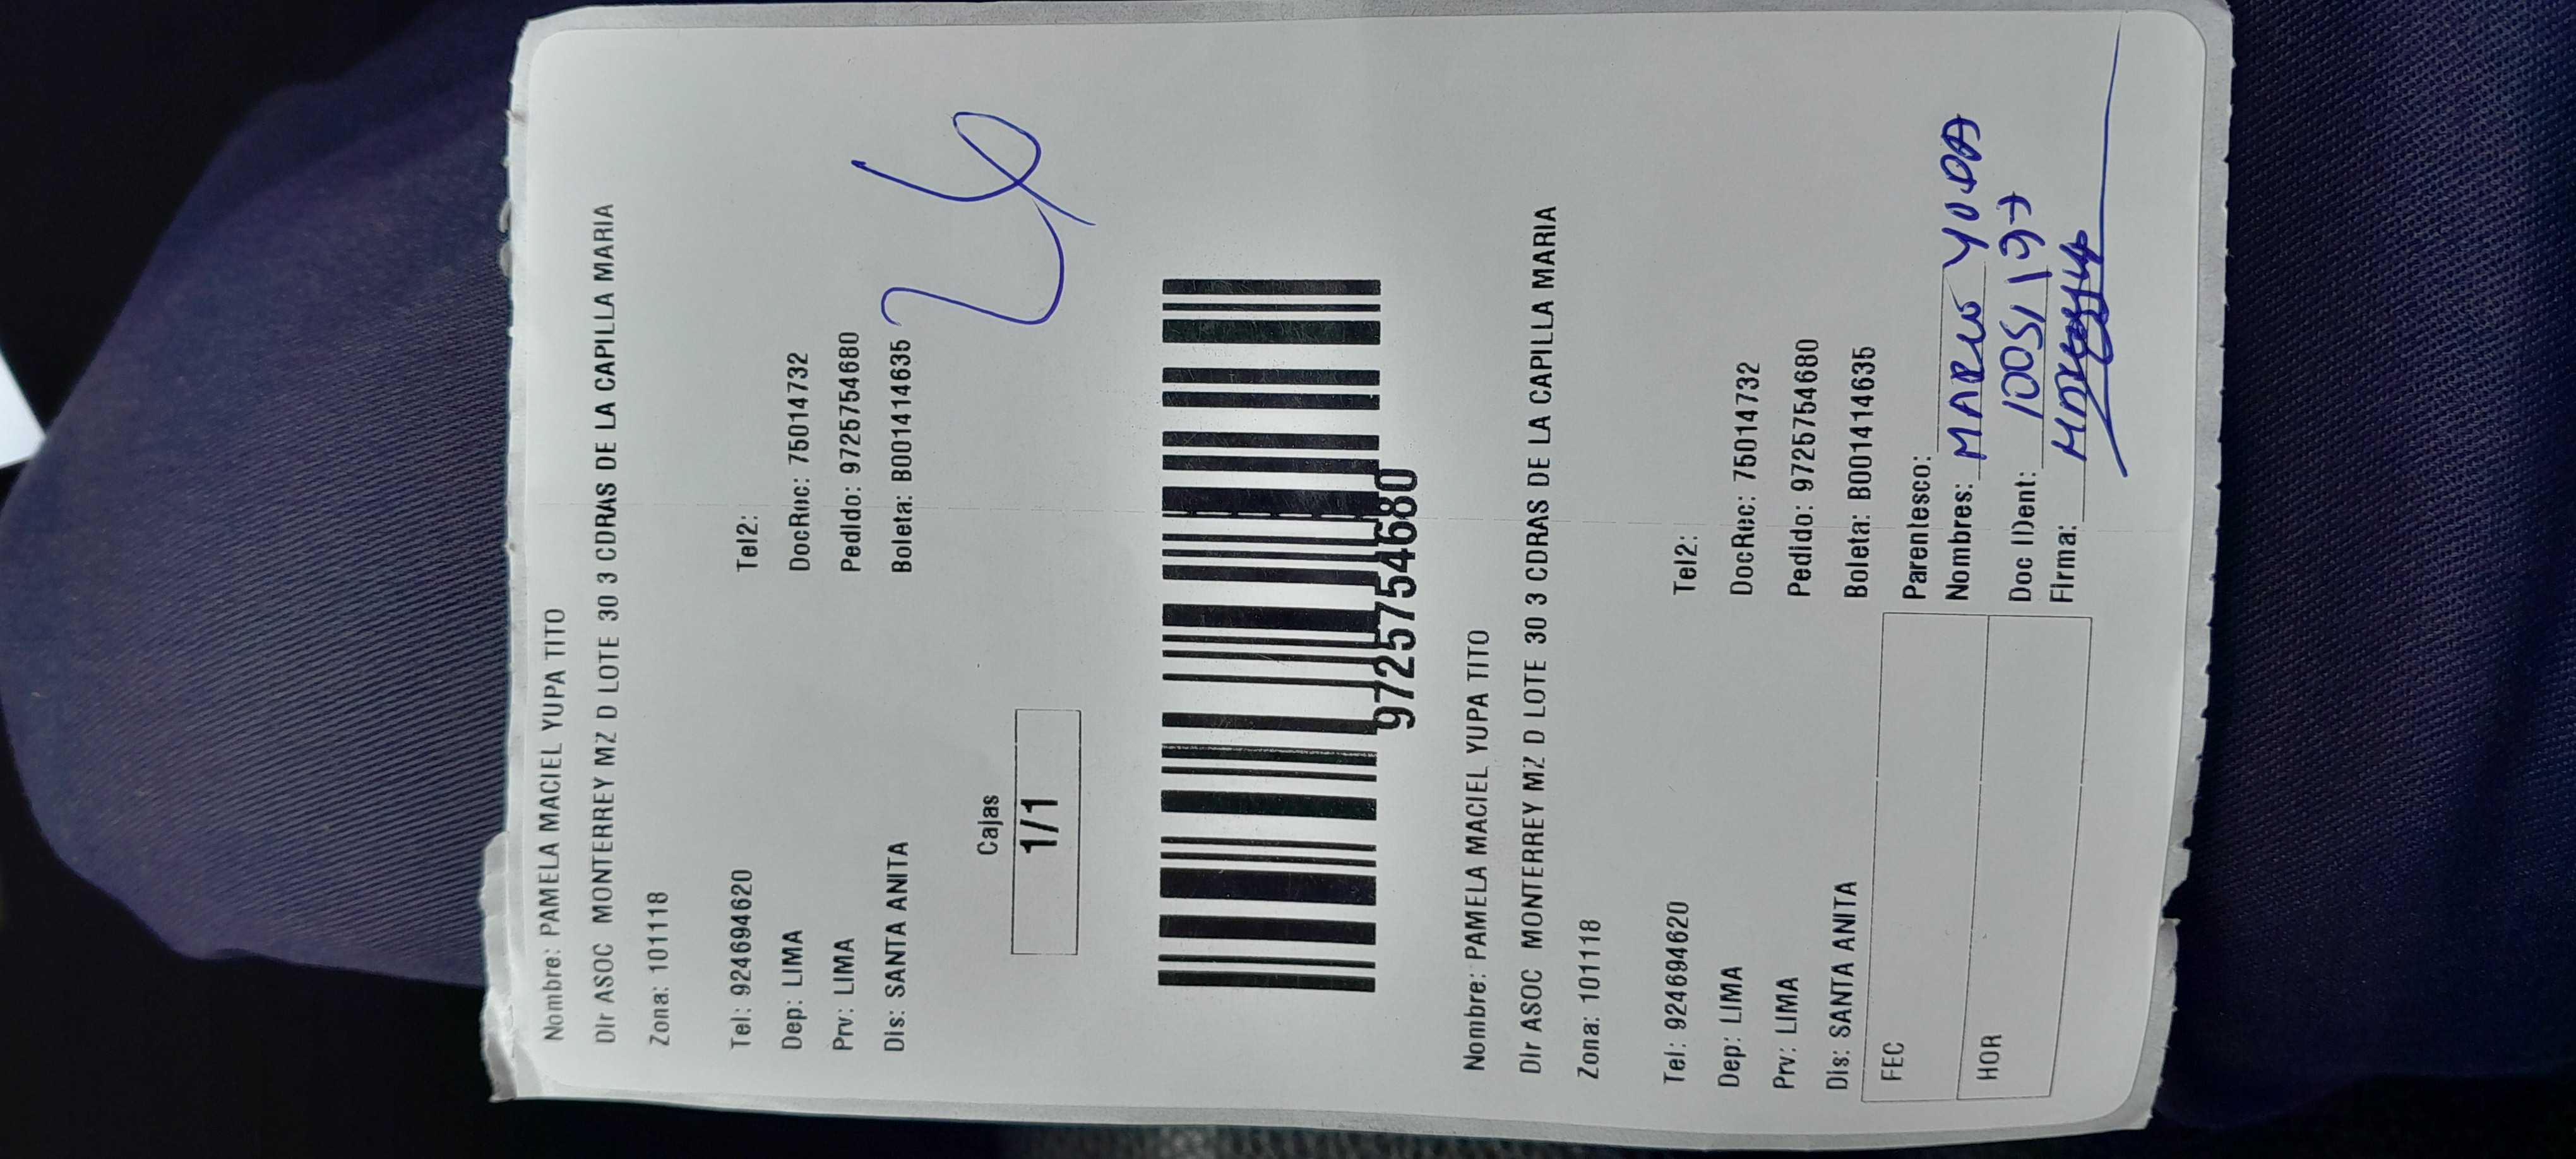 Nombre: PAMELA MACIEL YUPA TITO
Dir ASOC MONTERREY MZ D LOTE 30 3 CDRAS DE LA CAPILLA MARIA
Zona: 101118
Tel: 924694620 Tel2:
Dep: LIMA DocRec: 75014732
Prv: LIMA Pedido: 9725754680
Dis: SANTA ANITA Boleta: B001414635
Cajas
1/1
9725754680
Nombre: PAMELA MACIEL YUPA TITO
Dir ASOC MONTERREY MZ D LOTE 30 3 CDRAS DE LA CAPILLA MARIA
Zona: 101118
Tel: 924694620 Tel2:
Dep: LIMA DocRec: 75014732
Prv: LIMA Pedido: 9725754680
Dis: SANTA ANITA Boleta: B001414635
FEC Parentesco:
Nombres:
HOR Doc IDent: 10051197
Firma: